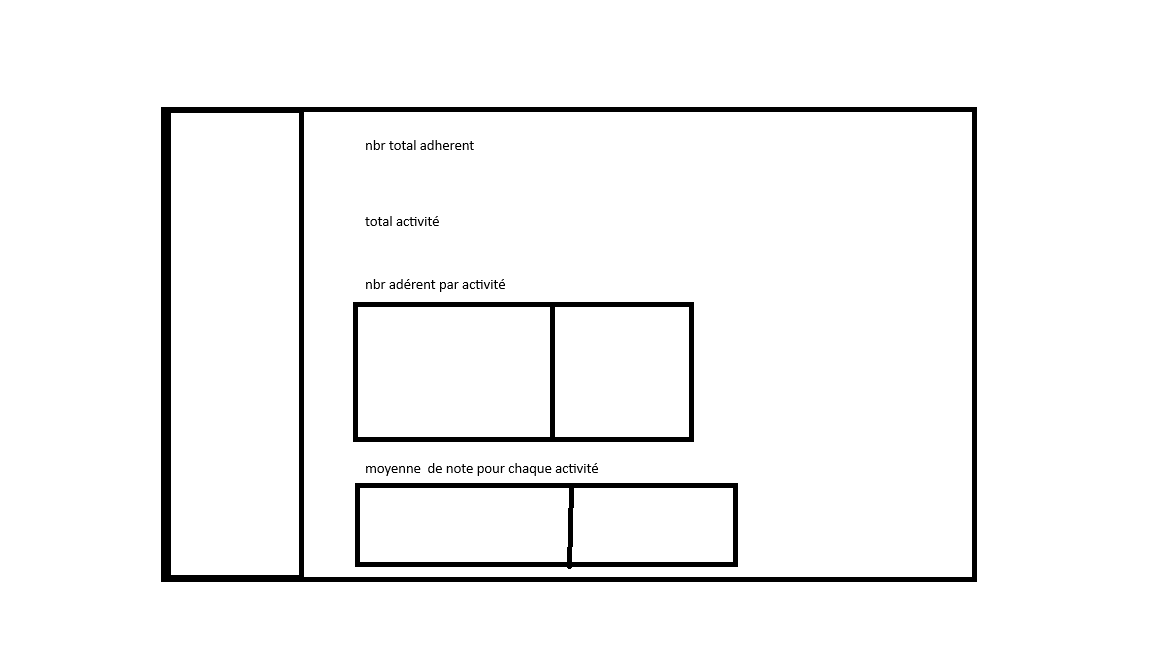 nbr total adherent
total activité
nbr adérent par activité
moyenne  de note pour chaque activité